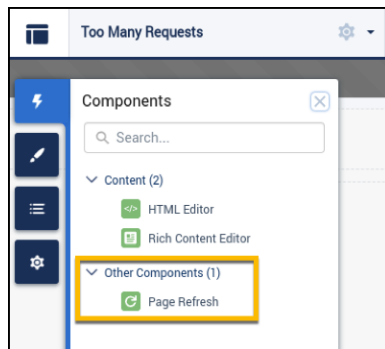 Too Many Requests
Components
Search...
Content (2)
HTML Editor
Rich Content Editor
Other Components (1)
Page Refresh